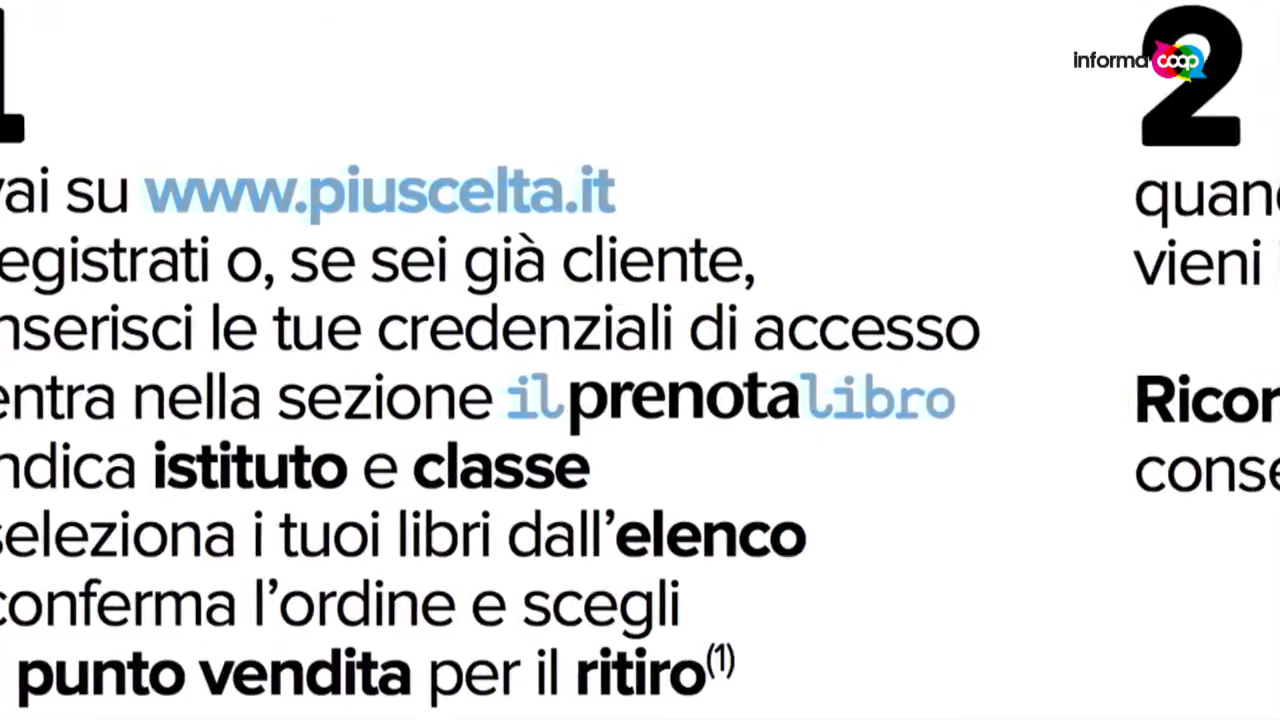 1
vai su www.piuscelta.it
egistrati o, se sei già cliente,
nserisci le tue credenziali di accesso
entra nella sezione ilprenotalibro
ndica istituto e classe
seleziona i tuoi libri dall'elenco
conferma l'ordine e scegli
punto vendita per il ritiro(1)
informa coop
2
quand
vieni
Ricor
conse